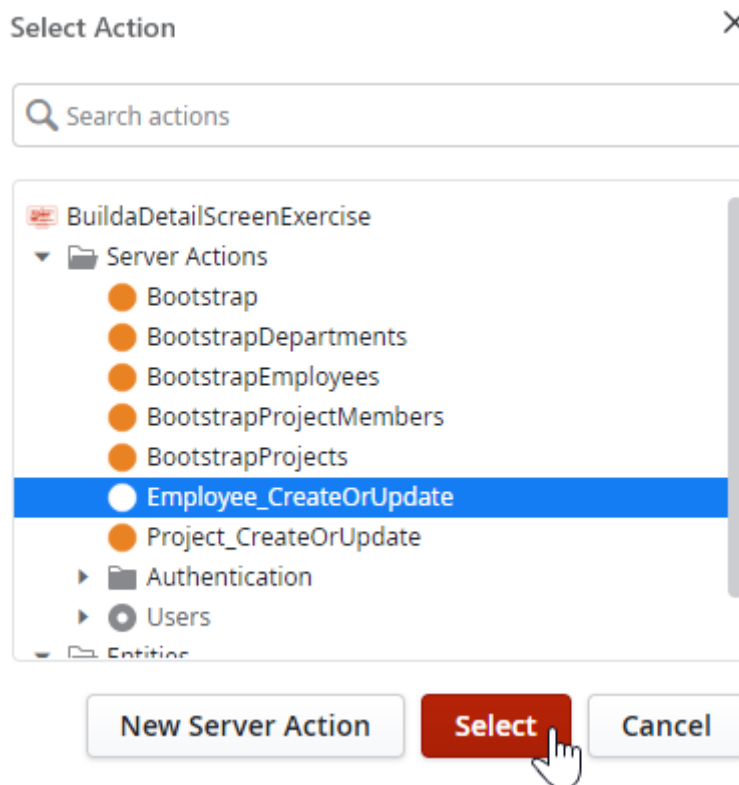 Select Action
Search actions
BuildaDetailScreenExercise
Server Actions
Bootstrap
BootstrapDepartments
BootstrapEmployees
BootstrapProjectMembers
BootstrapProjects
Employee_CreateOrUpdate
Project_CreateOrUpdate
Authentication
Users
Entities
New Server Action Select Cancel